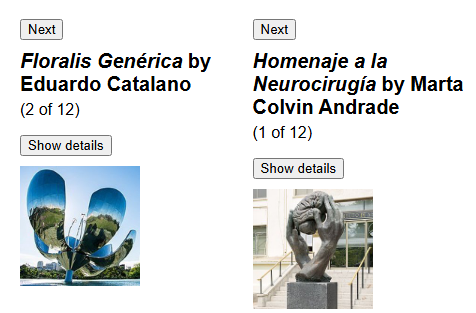 Next
Floralis Genérica by
Eduardo Catalano
(2 of 12)
Show details
Next
Homenaje a la
Neurocirugía by Marta
Colvin Andrade
(1 of 12)
Show details